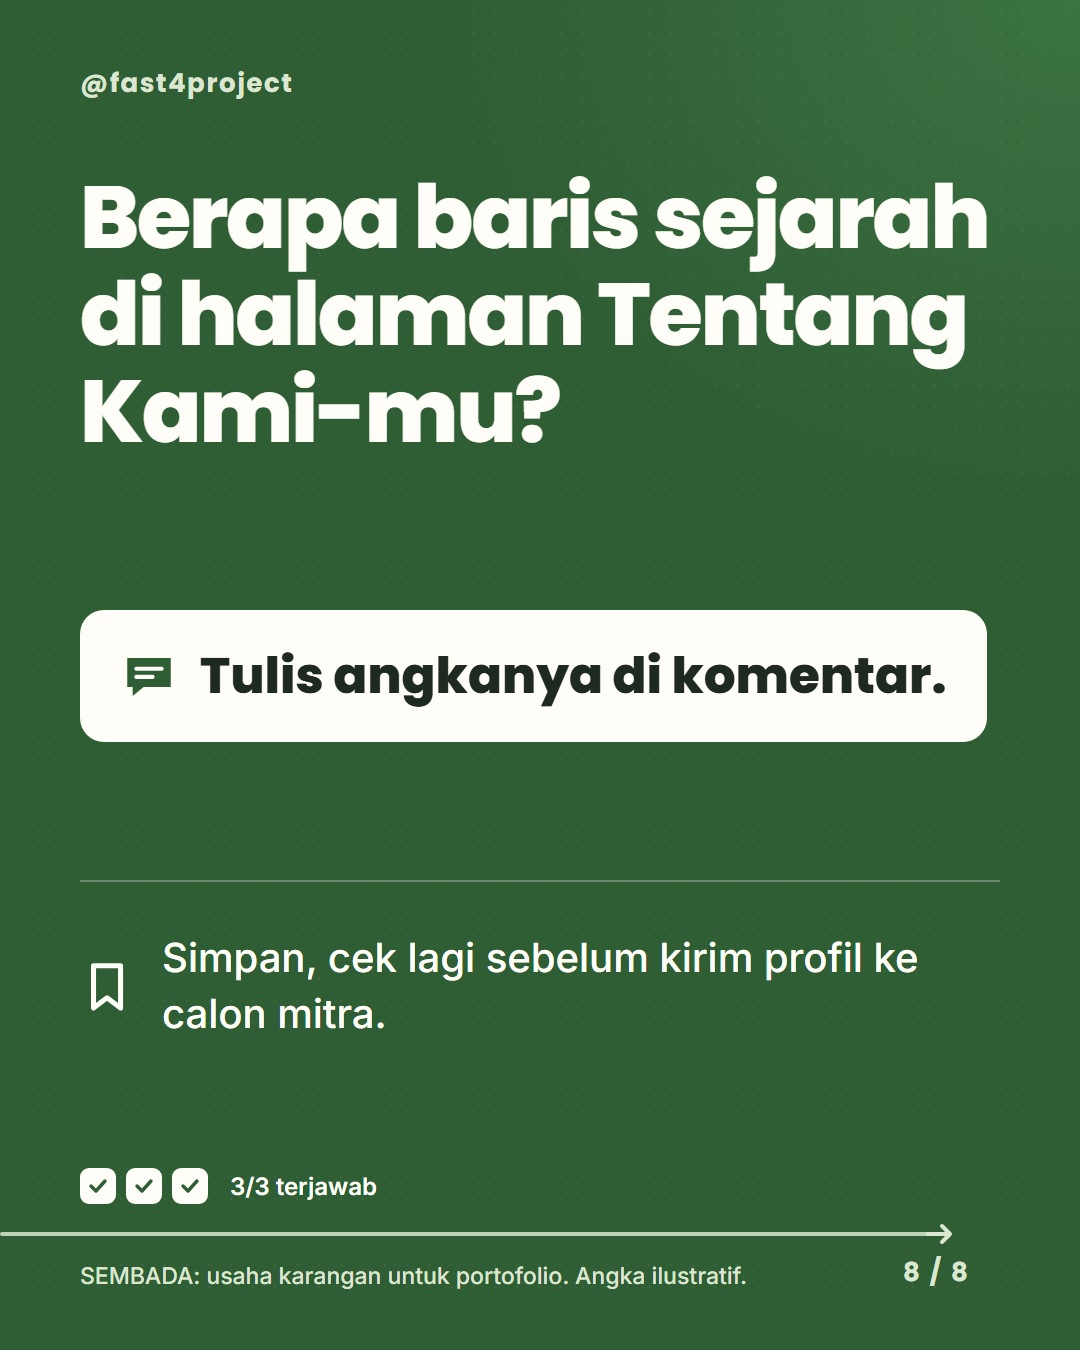 @fast4project
Berapa baris sejarah
di halaman Tentang
Kami-mu?
Tulis angkanya di komentar.
Simpan, cek lagi sebelum kirim profil ke
calon mitra.
3/3 terjawab
SEMBADA: usaha karangan untuk portofolio. Angka ilustratif.
8 / 8